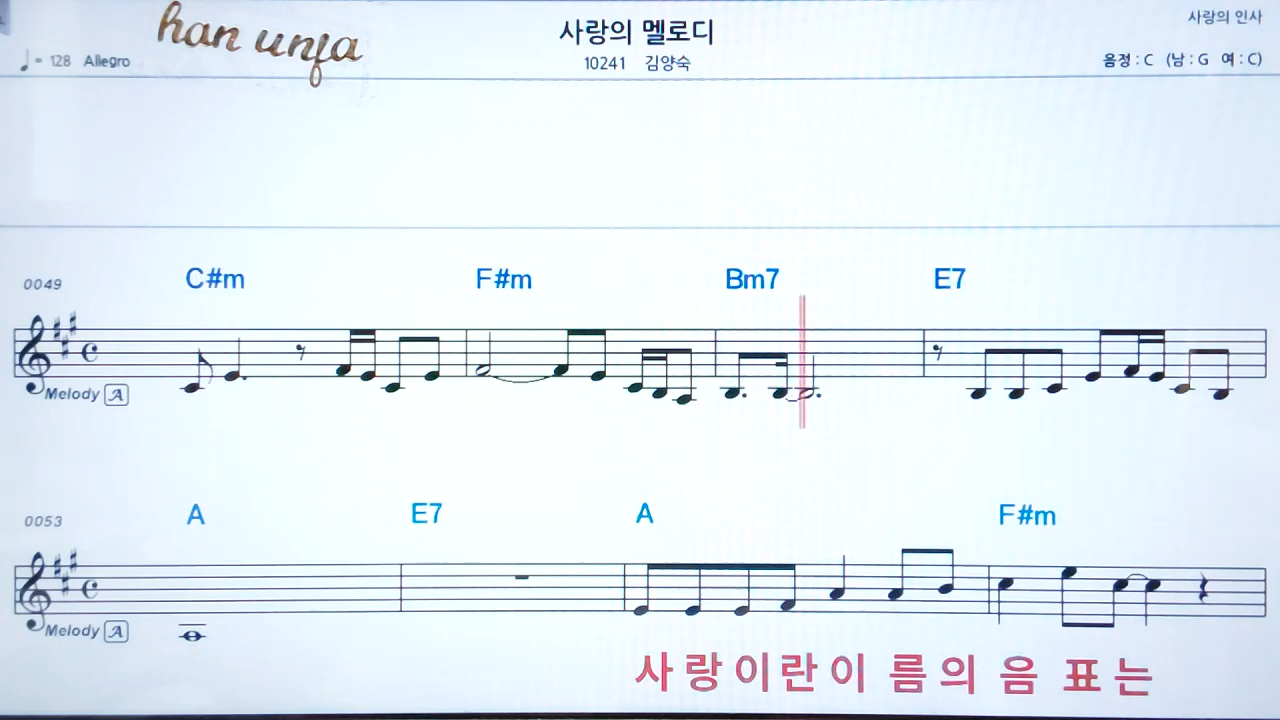 han unfa
사랑의 멜로디
사랑의 인사
♩= 128 Allegro
10241 김양숙
음정 : C (남 : G 여 : C)
0049
C#m F#m Bm7 E7
Melody A
0053
A E7 A F#m
Melody A
사랑이란이 름의 음 표는